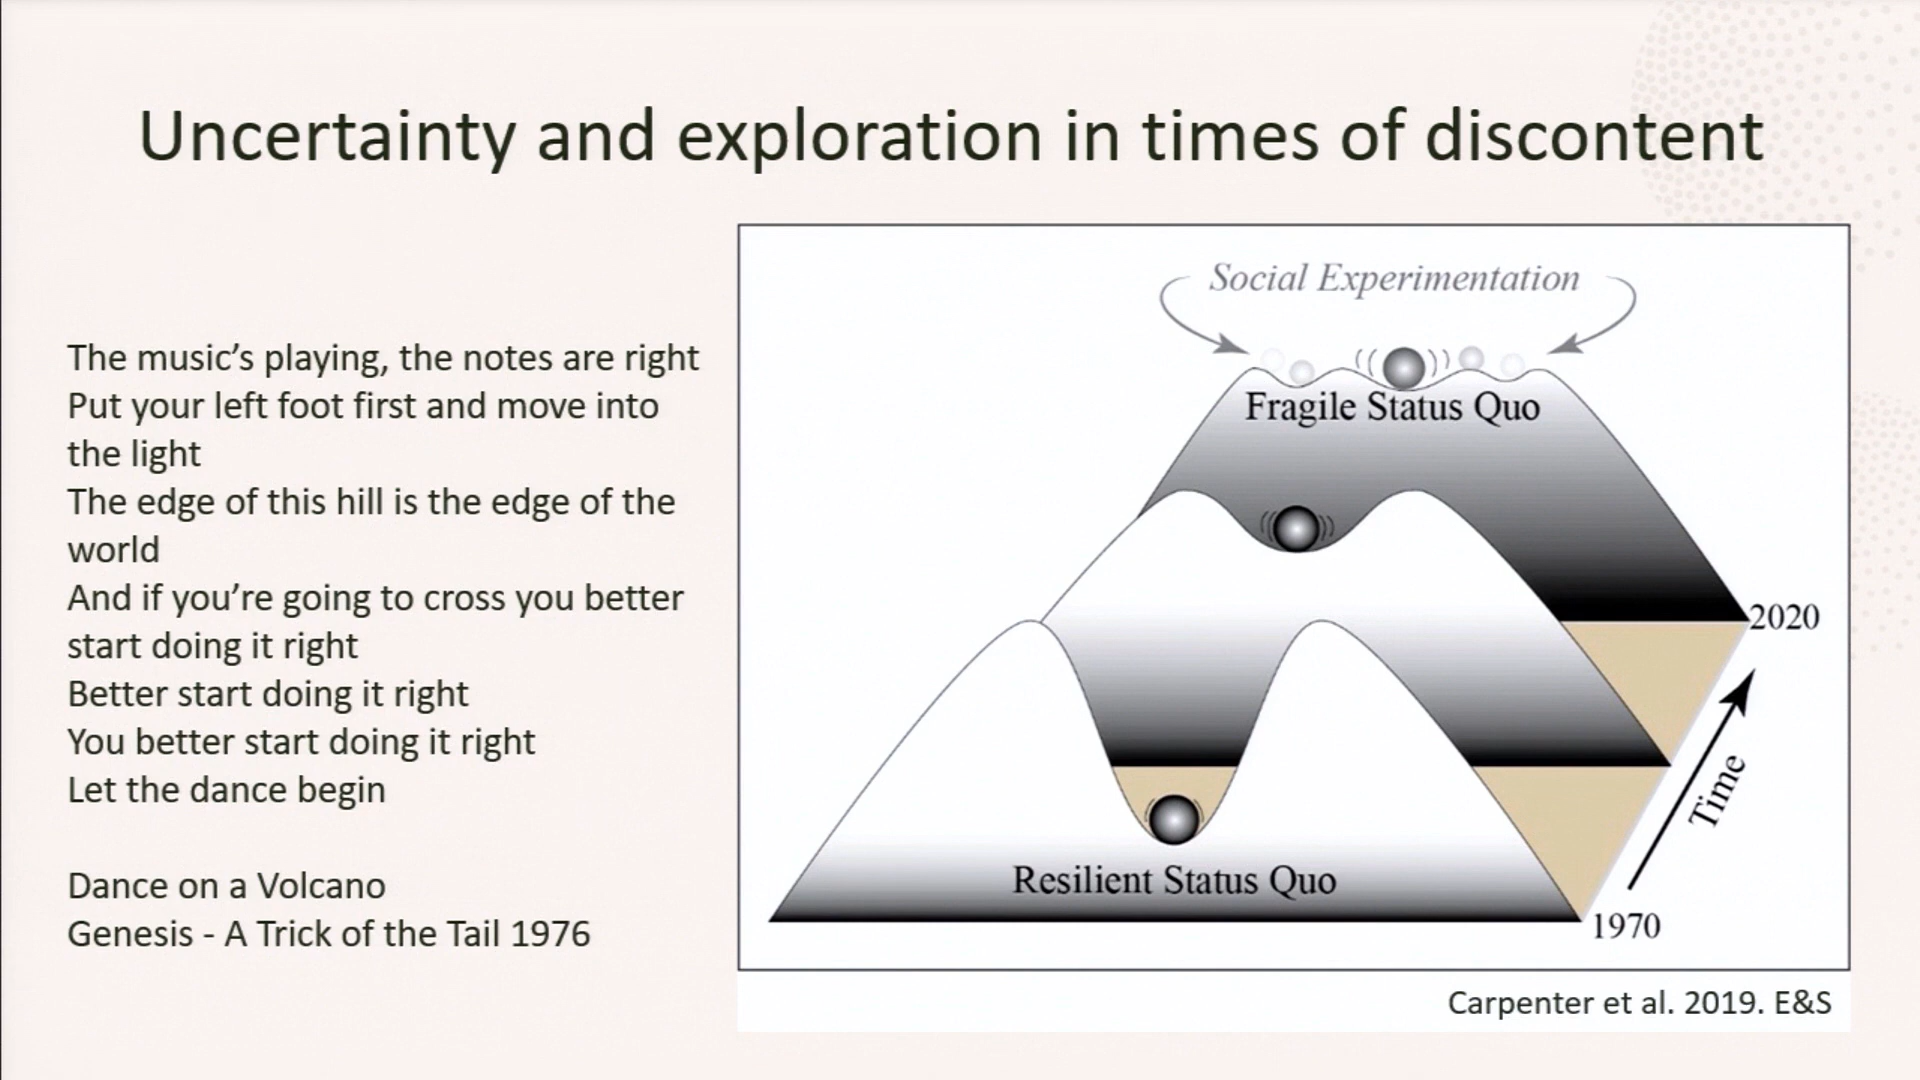 Uncertainty and exploration in times of discontent
The music’s playing, the notes are right
Put your left foot first and move into
the light
The edge of this hill is the edge of the
world
And if you’re going to cross you better
start doing it right
Better start doing it right
You better start doing it right
Let the dance begin
Dance on a Volcano
Genesis - A Trick of the Tail 1976
Social Experimentation
Fragile Status Quo
2020
Time
Resilient Status Quo
1970
Carpenter et al. 2019. E&S